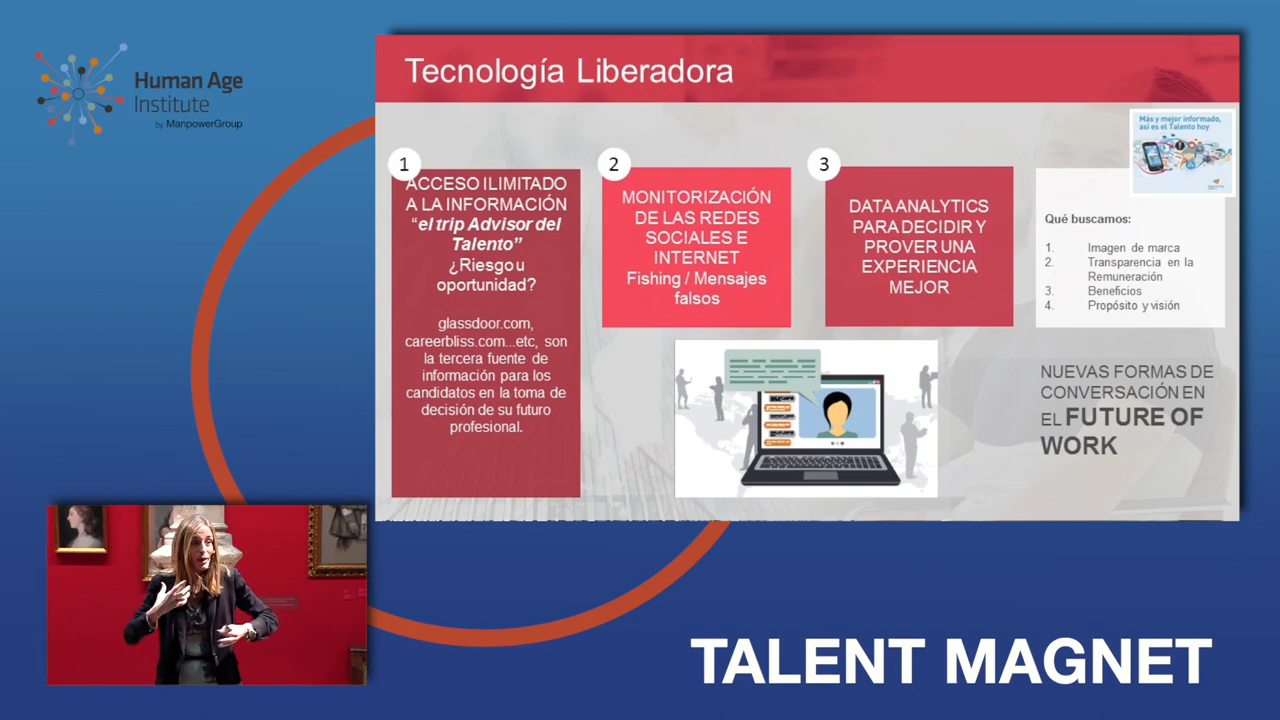 Human Age
Institute
by ManpowerGroup
Tecnología Liberadora
1
ACCESO ILIMITADO
A LA INFORMACIÓN
“el trip Advisor del
Talento”
¿Riesgo u
oportunidad?
glassdoor.com,
careerbliss.com...etc, son
la tercera fuente de
información para los
candidatos en la toma de
decisión de su futuro
profesional.
2
MONITORIZACIÓN
DE LAS REDES
SOCIALES E
INTERNET
Fishing / Mensajes
falsos
3
DATA ANALYTICS
PARA DECIDIR Y
PROVER UNA
EXPERIENCIA
MEJOR
Más y mejor informado,
así es el Talento hoy
Qué buscamos:
1. Imagen de marca
2. Transparencia en la
Remuneración
3. Beneficios
4. Propósito y visión
NUEVAS FORMAS DE
CONVERSACIÓN EN
EL FUTURE OF
WORK
TALENT MAGNET